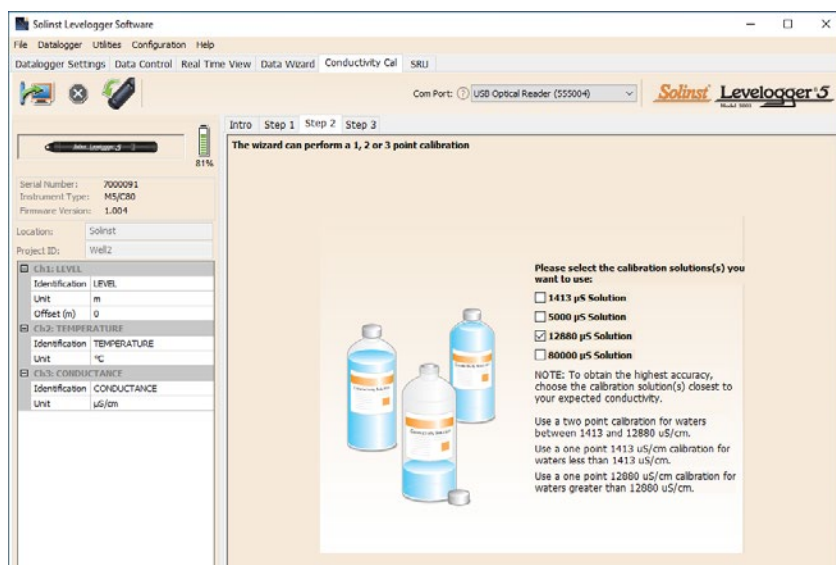 Solinst Levelogger Software
File Datalogger Utilities Configuration Help
Datalogger Settings Data Control Real Time View Data Wizard Conductivity Cal SRU
Com Port: ? USB Optical Reader (555004)
Solinst Levelogger 5
81%
Serial Number: 7000091
Instrument Type: M5/C80
Firmware Version: 1.004
Location: Solinst
Project ID: Well2
Ch1: LEVEL
Identification LEVEL
Unit m
Offset (m) 0
Ch2: TEMPERATURE
Identification TEMPERATURE
Unit °C
Ch3: CONDUCTANCE
Identification CONDUCTANCE
Unit µS/cm
Intro Step 1 Step 2 Step 3
The wizard can perform a 1, 2 or 3 point calibration
Please select the calibration solutions(s) you
want to use:
1413 µS Solution
5000 µS Solution
12880 µS Solution
80000 µS Solution
NOTE: To obtain the highest accuracy,
choose the calibration solution(s) closest to
your expected conductivity.
Use a two point calibration for waters
between 1413 and 12880 uS/cm.
Use a one point 1413 uS/cm calibration for
waters less than 1413 uS/cm.
Use a one point 12880 uS/cm calibration for
waters greater than 12880 uS/cm.